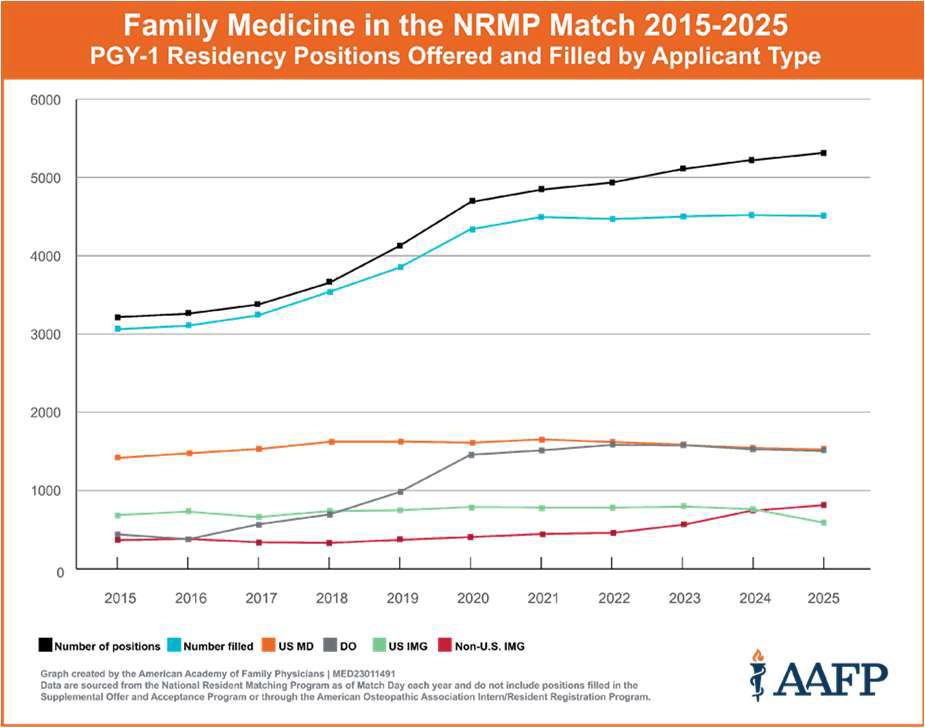 Family Medicine in the NRMP Match 2015-2025
PGY-1 Residency Positions Offered and Filled by Applicant Type
6000
5000
4000
3000
2000
1000
0
2015 2016 2017 2018 2019 2020 2021 2022 2023 2024 2025
Number of positions Number filled US MD DO US IMG Non-U.S. IMG
Graph created by the American Academy of Family Physicians | MED23011491
Data are sourced from the National Resident Matching Program as of Match Day each year and do not include positions filled in the
Supplemental Offer and Acceptance Program or through the American Osteopathic Association Intern/Resident Registration Program.
AAFP